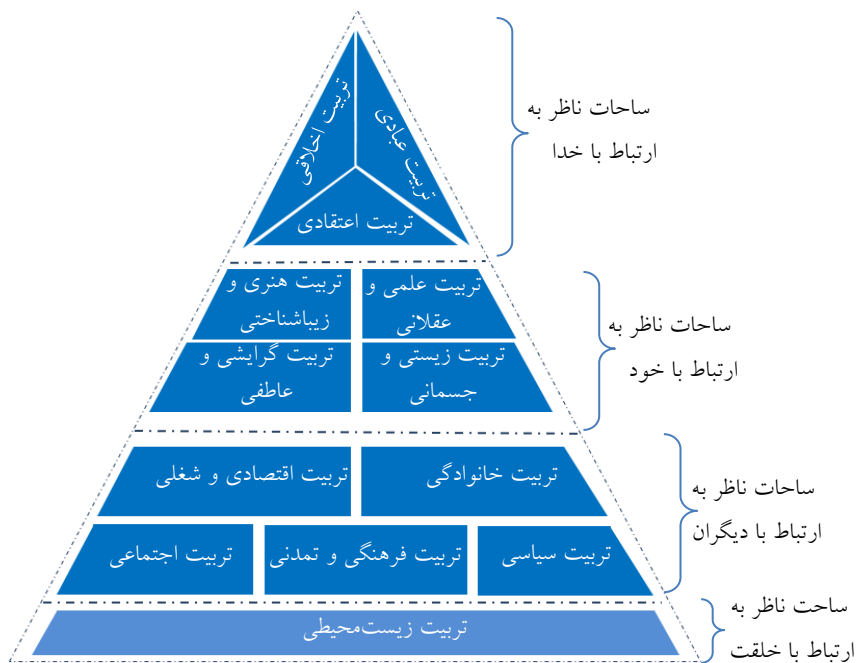 تربیت عبادی
تربیت اخلاقی
تربیت اعتقادی
ساحات ناظر به
ارتباط با خدا
تربیت علمی و
عقلانی
تربیت هنری و
زیباشناختی
تربیت زیستی و
جسمانی
تربیت گرایشی و
عاطفی
ساحات ناظر به
ارتباط با خود
تربیت خانوادگی
تربیت اقتصادی و شغلی
تربیت سیاسی
تربیت فرهنگی و تمدنی
تربیت اجتماعی
ساحات ناظر به
ارتباط با دیگران
تربیت زیست‌محیطی
ساحت ناظر به
ارتباط با خلقت